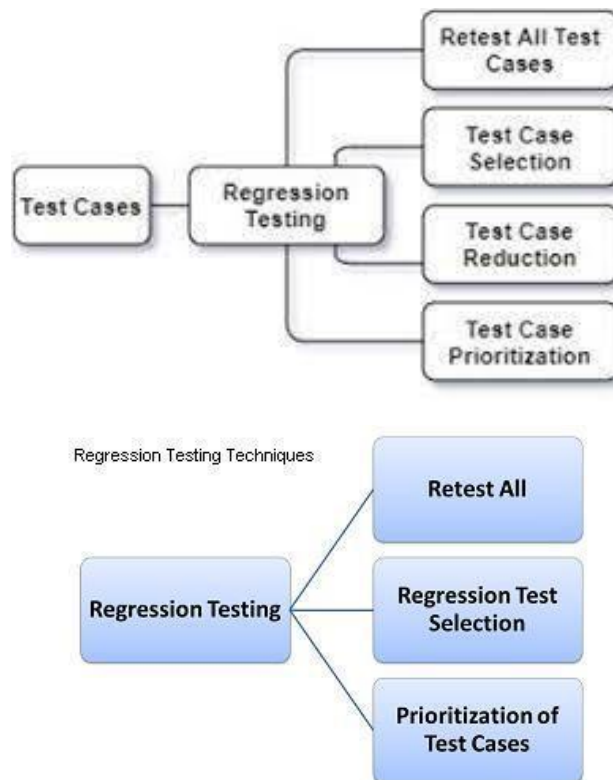 Retest All Test
Cases
Test Case
Selection
Test Cases
Regression
Testing
Test Case
Reduction
Test Case
Prioritization
Regression Testing Techniques
Retest All
Regression Testing
Regression Test
Selection
Prioritization of
Test Cases